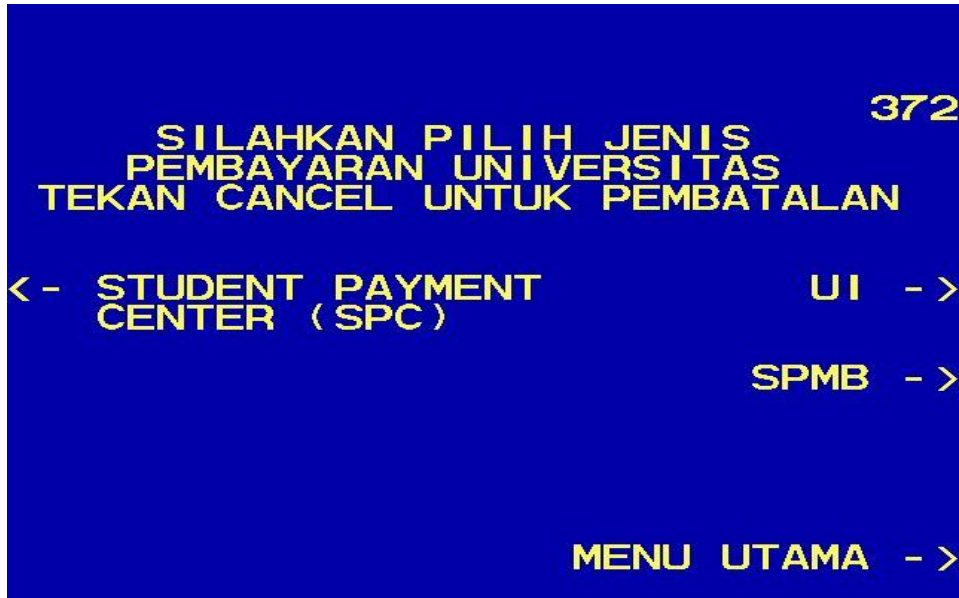 372
SILAHKAN PILIH JENIS
PEMBAYARAN UNIVERSITAS
TEKAN CANCEL UNTUK PEMBATALAN
<- STUDENT PAYMENT
CENTER (SPC)
UI ->
SPMB ->
MENU UTAMA ->